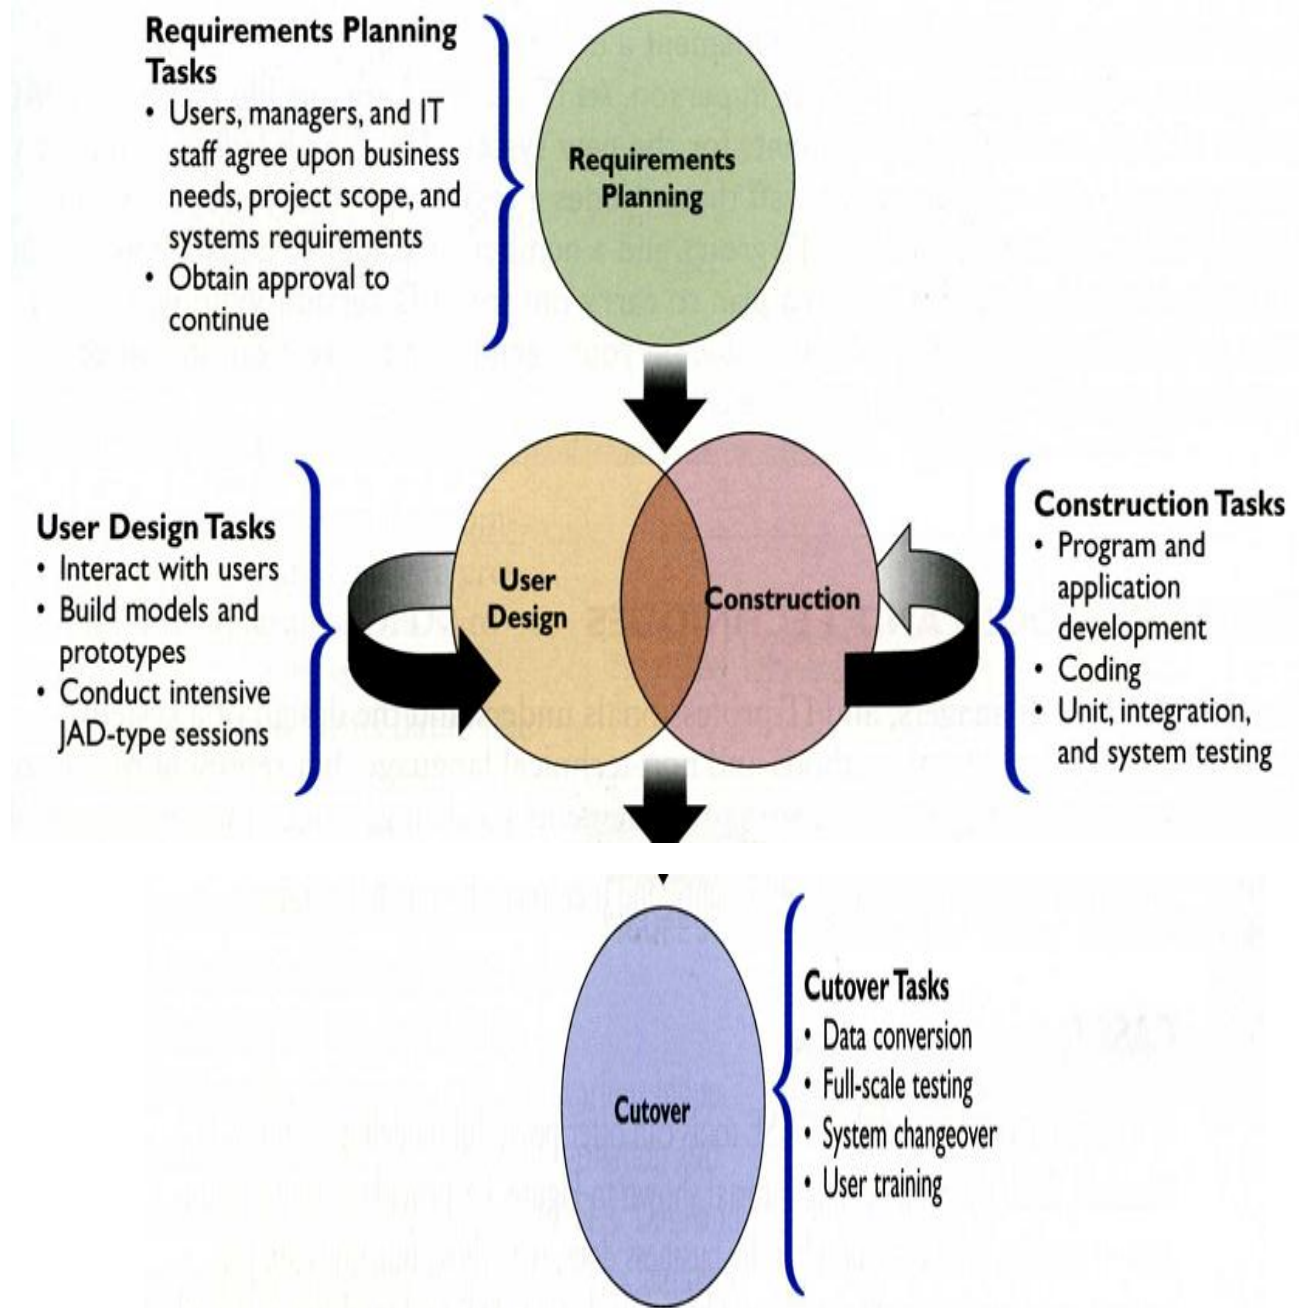 Requirements Planning
Tasks
• Users, managers, and IT
staff agree upon business
needs, project scope, and
systems requirements
• Obtain approval to
continue
Requirements
Planning
User Design Tasks
• Interact with users
• Build models and
prototypes
• Conduct intensive
JAD-type sessions
User
Design
Construction
Construction Tasks
• Program and
application
development
• Coding
• Unit, integration,
and system testing
Cutover
Cutover Tasks
• Data conversion
• Full-scale testing
• System changeover
• User training